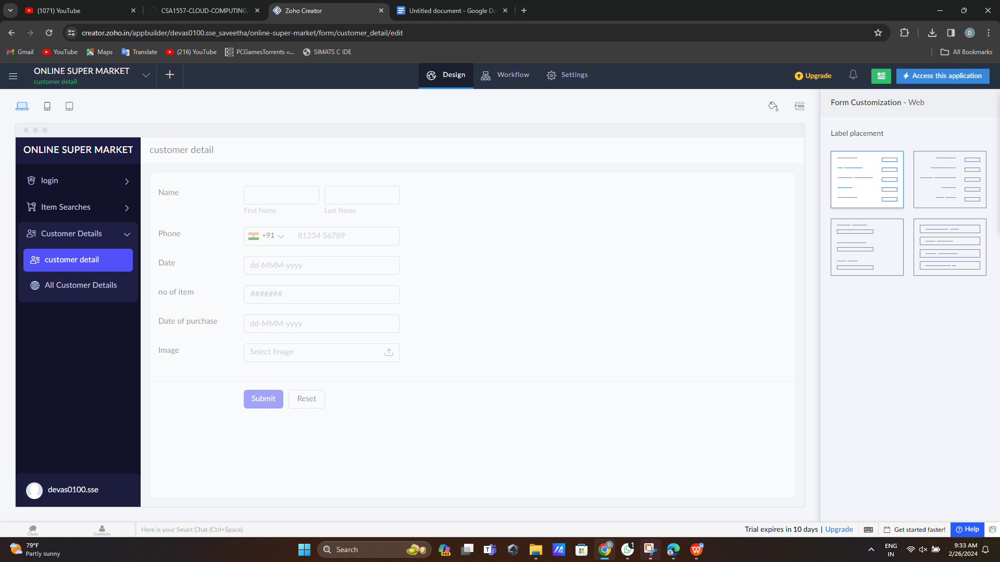 (1071) YouTube
CSA1557-CLOUD-COMPUTING
Zoho Creator
Untitled document - Google Do
creator.zoho.in/appbuilder/devas0100.sse_saveetha/online-super-market/form/customer_detail/edit
D
Gmail
YouTube
Maps
Translate
(216) YouTube
PCGamesTorrents «...
SIMATS C IDE
All Bookmarks
ONLINE SUPER MARKET
customer detail
Design
Workflow
Settings
Upgrade
Access this application
Form Customization - Web
Label placement
ONLINE SUPER MARKET
login
Item Searches
Customer Details
customer detail
All Customer Details
devas0100.sse
customer detail
Name
First Name
Last Name
Phone
+91
81234 56789
Date
dd-MMM-yyyy
no of item
#######
Date of purchase
dd-MMM-yyyy
Image
Select Image
Submit
Reset
Chats
Contacts
Here is your Smart Chat (Ctrl+Space)
Trial expires in 10 days | Upgrade
Get started faster!
Help
79°F
Partly sunny
Search
PRE
D
1
ENG
IN
9:33 AM
2/26/2024